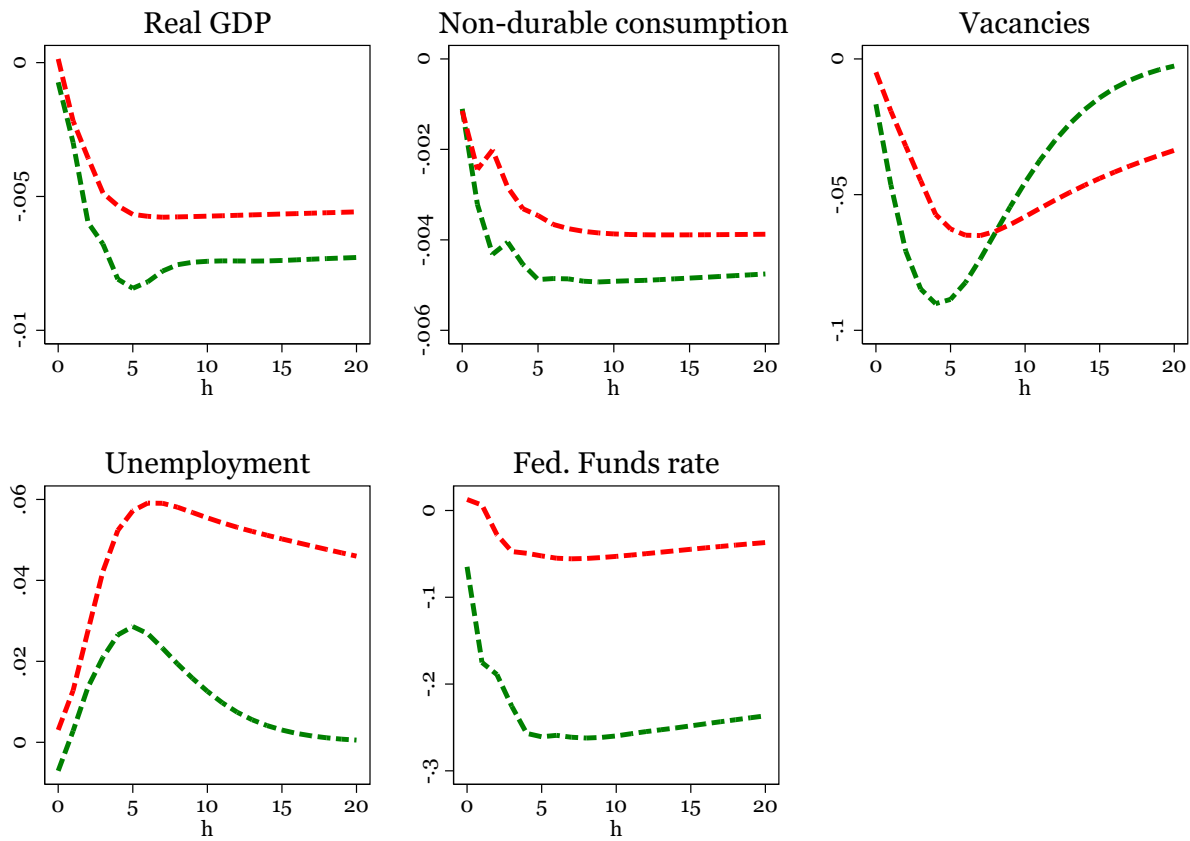 Real GDP
0
-.005
-.01
0 5 10 15 20
h
Non-durable consumption
0
-.002
-.004
-.006
0 5 10 15 20
h
Vacancies
0
-.05
-.1
0 5 10 15 20
h
Unemployment
.06
.04
.02
0
0 5 10 15 20
h
Fed. Funds rate
0
-.1
-.2
-.3
0 5 10 15 20
h